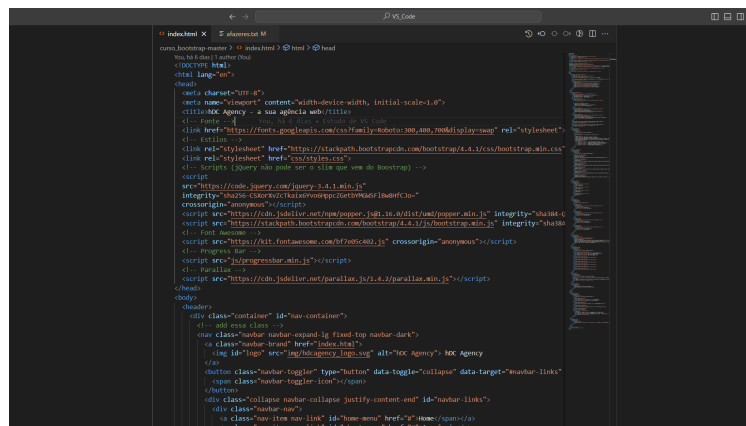 VS_Code
index.html
afazeres.txt M
curso_bootstrap-master > index.html > html > head
You, há 6 dias | 1 author (You)
<!DOCTYPE html>
<html lang="en">
<head>
<meta charset="UTF-8">
<meta name="viewport" content="width=device-width, initial-scale=1.0">
<title>hDC Agency - a sua agência web</title>
<!-- Fonte --> You, há 6 dias • Estudo de VS Code
<link href="https://fonts.googleapis.com/css?family=Roboto:300,400,700&display=swap" rel="stylesheet">
<!-- Estilos -->
<link rel="stylesheet" href="https://stackpath.bootstrapcdn.com/bootstrap/4.4.1/css/bootstrap.min.css"
<link rel="stylesheet" href="css/styles.css">
<!-- Scripts (jQuery não pode ser o slim que vem do Boostrap) -->
<script
src="https://code.jquery.com/jquery-3.4.1.min.js"
integrity="sha256-CSXorXvZcTkaix6Yvo6HppcZGetbYMGWSFlBw8HfCJo="
crossorigin="anonymous"></script>
<script src="https://cdn.jsdelivr.net/npm/popper.js@1.16.0/dist/umd/popper.min.js" integrity="sha384-Q
<script src="https://stackpath.bootstrapcdn.com/bootstrap/4.4.1/js/bootstrap.min.js" integrity="sha384
<!-- Font Awesome -->
<script src="https://kit.fontawesome.com/bf7e05c402.js" crossorigin="anonymous"></script>
<!-- Progress Bar -->
<script src="js/progressbar.min.js"></script>
<!-- Parallax -->
<script src="https://cdn.jsdelivr.net/parallax.js/1.4.2/parallax.min.js"></script>
</head>
<body>
<header>
<div class="container" id="nav-container">
<!-- add essa class -->
<nav class="navbar navbar-expand-lg fixed-top navbar-dark">
<a class="navbar-brand" href="index.html">
<img id="logo" src="img/hdcagency_logo.svg" alt="hDC Agency"> hDC Agency
</a>
<button class="navbar-toggler" type="button" data-toggle="collapse" data-target="#navbar-links"
<span class="navbar-toggler-icon"></span>
</button>
<div class="collapse navbar-collapse justify-content-end" id="navbar-links">
<div class="navbar-nav">
<a class="nav-item nav-link" id="home-menu" href="#">Home</span></a>